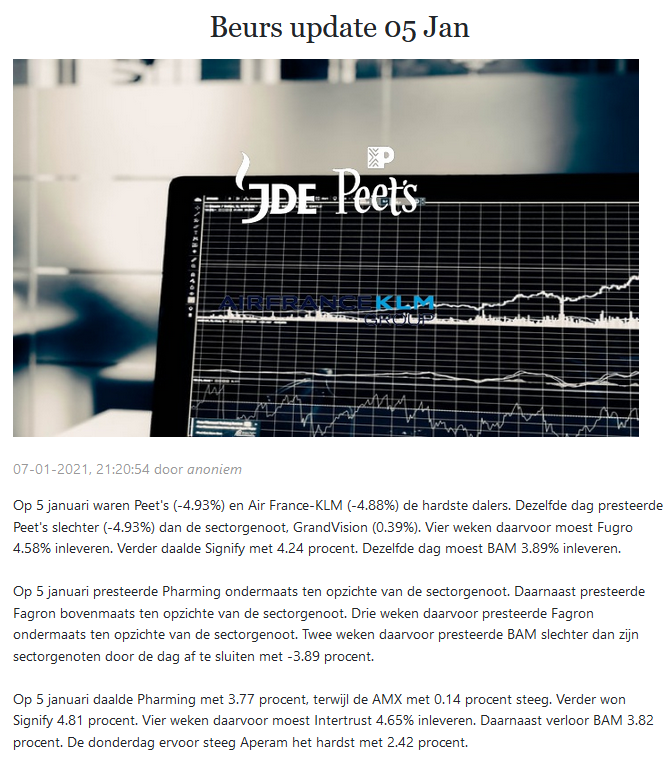 Beurs update 05 Jan
JDE Peet's
AIRFRANCE KLM
GROUP
07-01-2021, 21:20:54 door anoniem
Op 5 januari waren Peet's (-4.93%) en Air France-KLM (-4.88%) de hardste dalers. Dezelfde dag presteerde
Peet's slechter (-4.93%) dan de sectorgenoot, GrandVision (0.39%). Vier weken daarvoor moest Fugro
4.58% inleveren. Verder daalde Signify met 4.24 procent. Dezelfde dag moest BAM 3.89% inleveren.
Op 5 januari presteerde Pharming ondermaats ten opzichte van de sectorgenoot. Daarnaast presteerde
Fagron bovenmaats ten opzichte van de sectorgenoot. Drie weken daarvoor presteerde Fagron
ondermaats ten opzichte van de sectorgenoot. Twee weken daarvoor presteerde BAM slechter dan zijn
sectorgenoten door de dag af te sluiten met -3.89 procent.
Op 5 januari daalde Pharming met 3.77 procent, terwijl de AMX met 0.14 procent steeg. Verder won
Signify 4.81 procent. Vier weken daarvoor moest Intertrust 4.65% inleveren. Daarnaast verloor BAM 3.82
procent. De donderdag ervoor steeg Aperam het hardst met 2.42 procent.